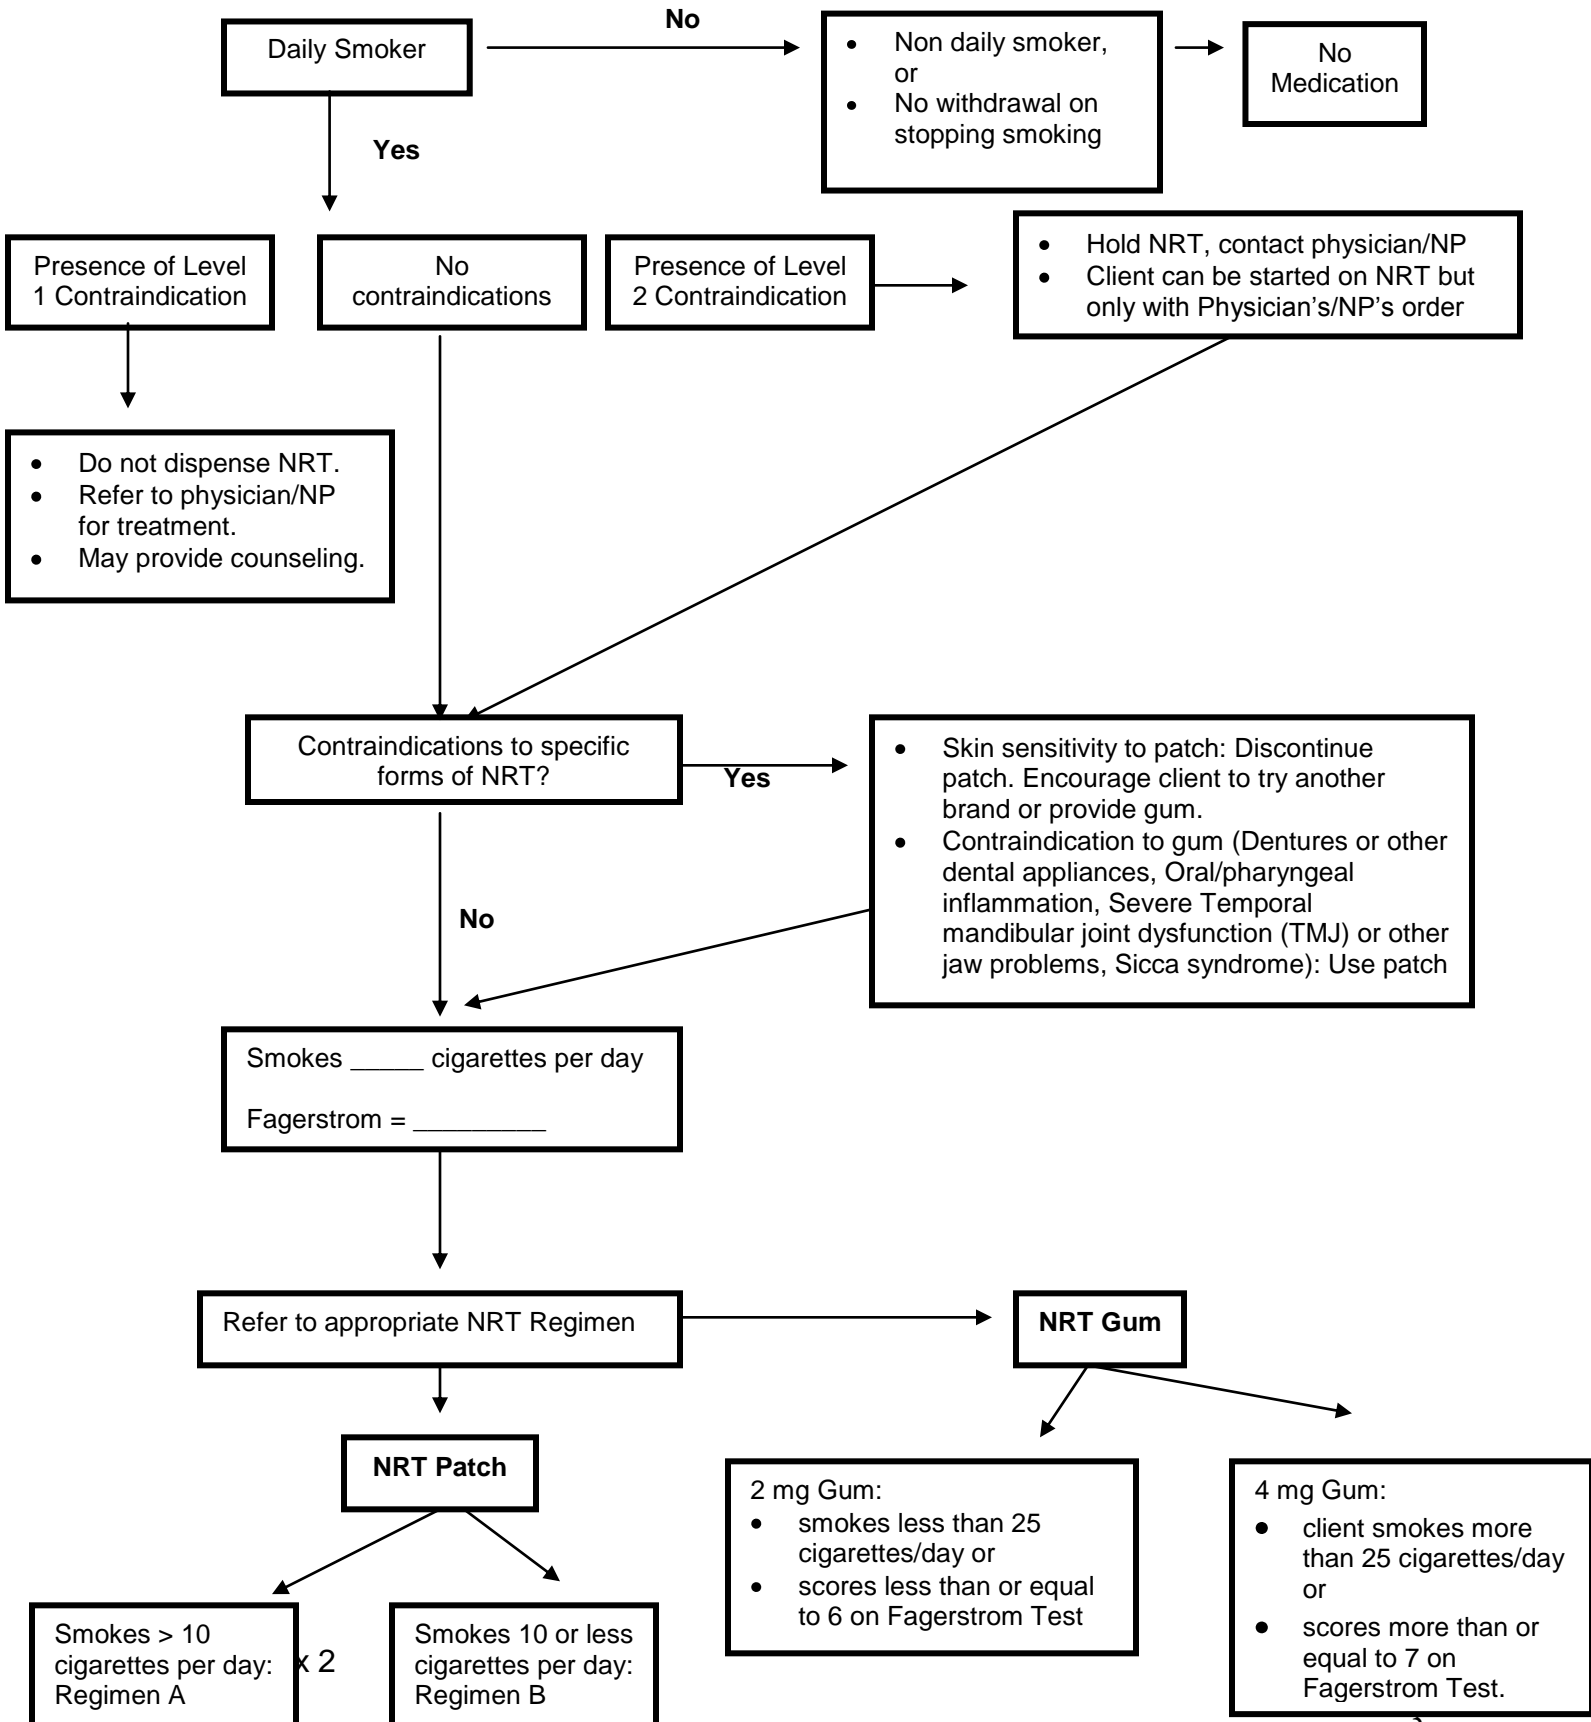 No
Daily Smoker
• Non daily smoker,
or
• No withdrawal on
stopping smoking
No
Medication
Yes
Presence of Level
1 Contraindication
No
contraindications
Presence of Level
2 Contraindication
• Hold NRT, contact physician/NP
• Client can be started on NRT but
only with Physician's/NP's order
• Do not dispense NRT.
• Refer to physician/NP
for treatment.
• May provide counseling.
Contraindications to specific
forms of NRT?
Yes
• Skin sensitivity to patch: Discontinue
patch. Encourage client to try another
brand or provide gum.
• Contraindication to gum (Dentures or other
dental appliances, Oral/pharyngeal
inflammation, Severe Temporal
mandibular joint dysfunction (TMJ) or other
jaw problems, Sicca syndrome): Use patch
No
Smokes _____ cigarettes per day
Fagerstrom = _________
Refer to appropriate NRT Regimen
NRT Gum
NRT Patch
2 mg Gum:
• smokes less than 25
cigarettes/day or
• scores less than or equal
to 6 on Fagerstrom Test
4 mg Gum:
• client smokes more
than 25 cigarettes/day
or
• scores more than or
equal to 7 on
Fagerstrom Test.
Smokes > 10
cigarettes per day:
Regimen A
x 2
Smokes 10 or less
cigarettes per day:
Regimen B